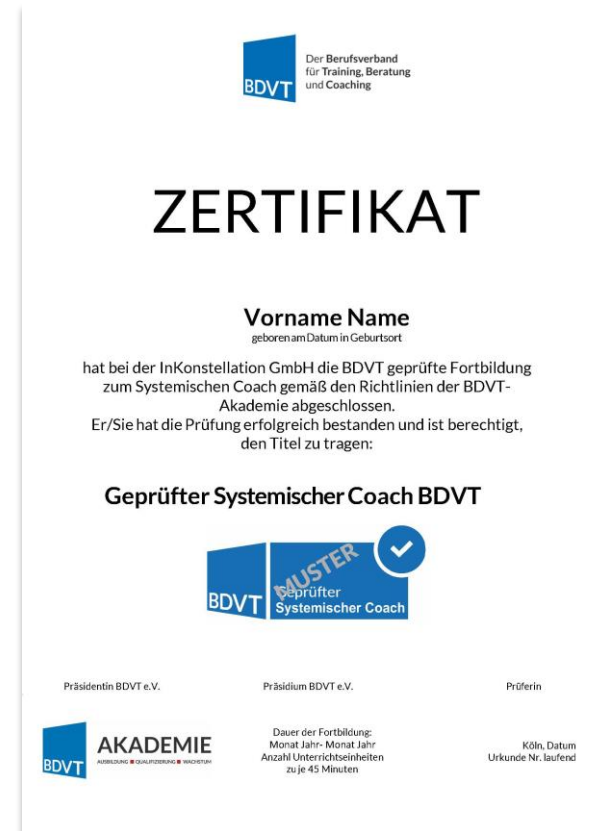 BDVT
Der Berufsverband
für Training, Beratung
und Coaching
ZERTIFIKAT
Vorname Name
geboren am Datum in Geburtsort
hat bei der InKonstellation GmbH die BDVT geprüfte Fortbildung
zum Systemischen Coach gemäß den Richtlinien der BDVT-
Akademie abgeschlossen.
Er/Sie hat die Prüfung erfolgreich bestanden und ist berechtigt,
den Titel zu tragen:
Geprüfter Systemischer Coach BDVT
MUSTER
BDVT
Geprüfter
Systemischer Coach
Präsidentin BDVT e.V.
Präsidium BDVT e.V.
Prüferin
BDVT
AKADEMIE
AUSBILDUNG QUALIFIZIERUNG WACHSTUM
Dauer der Fortbildung:
Monat Jahr- Monat Jahr
Anzahl Unterrichtseinheiten
zu je 45 Minuten
Köln, Datum
Urkunde Nr. laufend